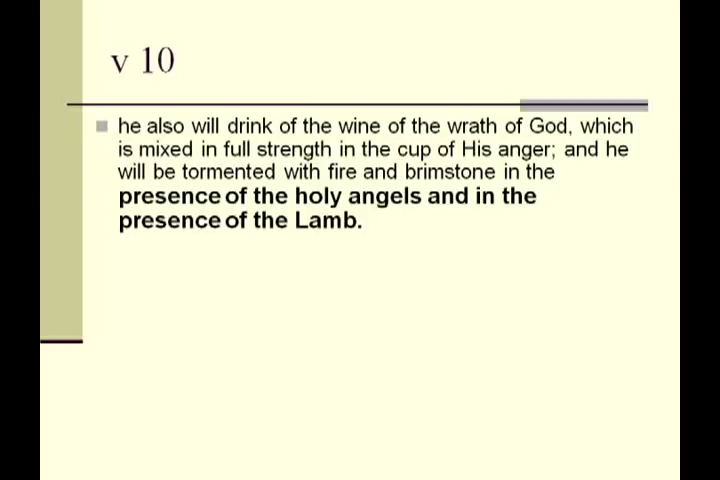 v 10
he also will drink of the wine of the wrath of God, which
is mixed in full strength in the cup of His anger; and he
will be tormented with fire and brimstone in the
presence of the holy angels and in the
presence of the Lamb.